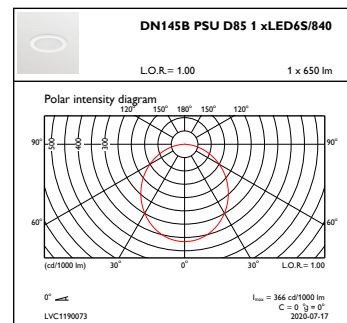 DN145B PSU D85 1 xLED6S/840
L.O.R.= 1.00 1 x 650 lm
Polar intensity diagram
120° 150° 180° 150° 120°
500 400 300
90° 90°
60° 60°
(cd/1000 lm) 30° 0° 30° L.O.R.= 1.00
0°
Imax = 366 cd/1000 lm
C = 0 °g = 0°
LVC1190073 2020-07-17